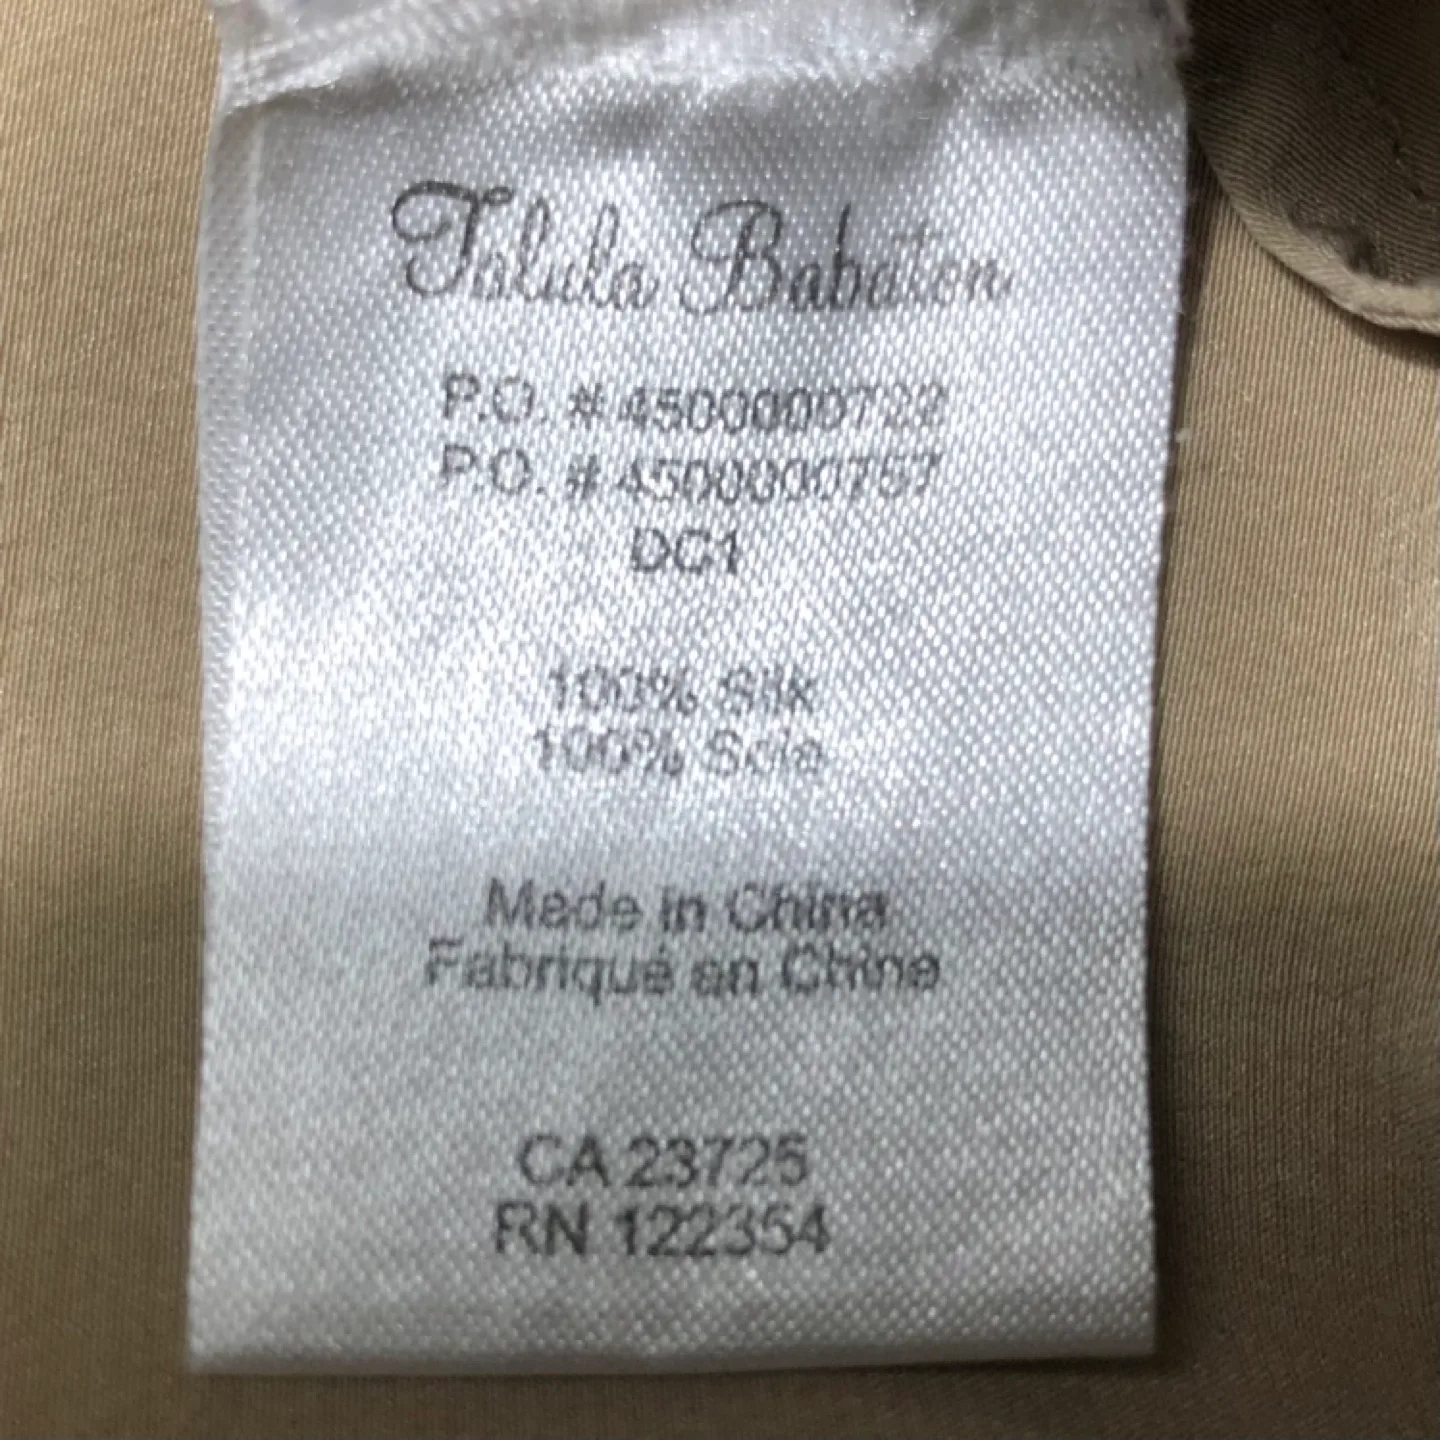 Talula Babaton
P.O. # 4500000722
P.O. # 4500000757
DC1
100% Silk
100% Soie
Made in China
Fabriqué en Chine
CA 23725
RN 122354